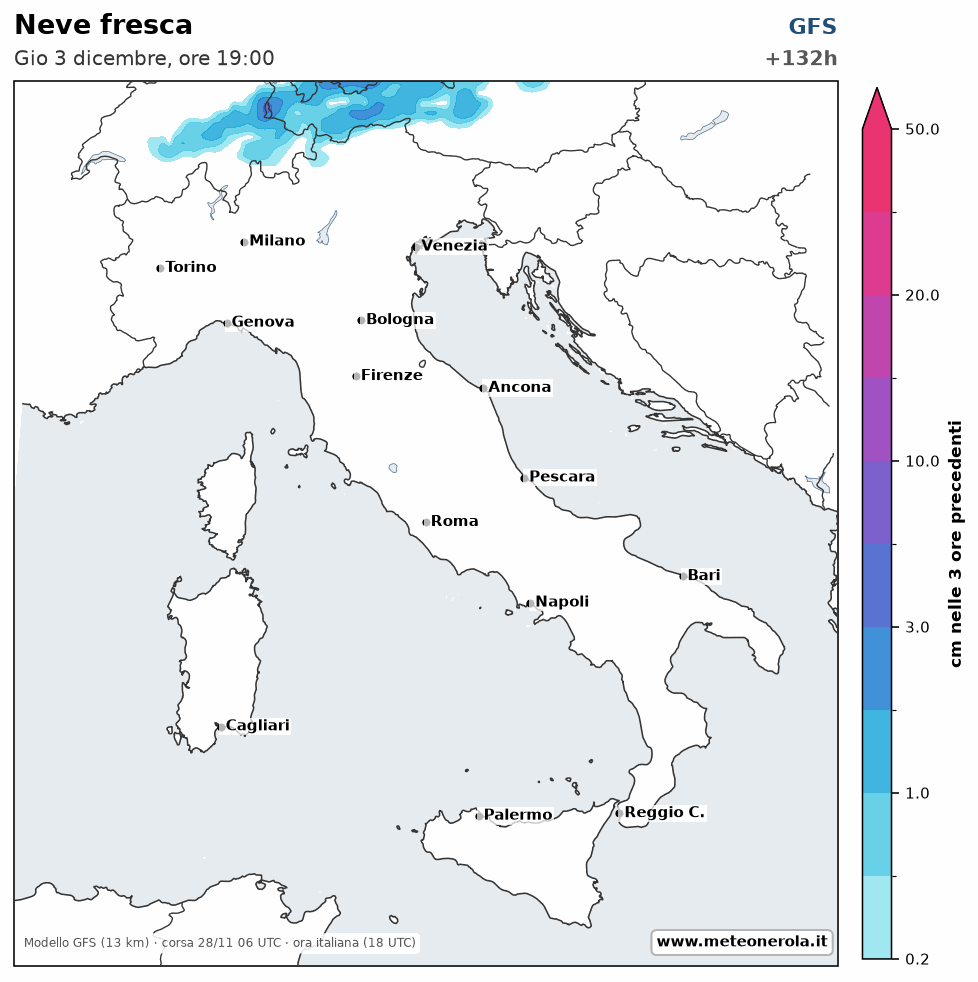 Neve fresca
GFS
Gio 3 dicembre, ore 19:00
+132h
50.0
20.0
10.0
3.0
1.0
0.2
cm nelle 3 ore precedenti
Milano
Venezia
Torino
Genova
Bologna
Firenze
Ancona
Pescara
Roma
Bari
Napoli
Cagliari
Palermo
Reggio C.
Modello GFS (13 km) · corsa 28/11 06 UTC · ora italiana (18 UTC)
www.meteonerola.it